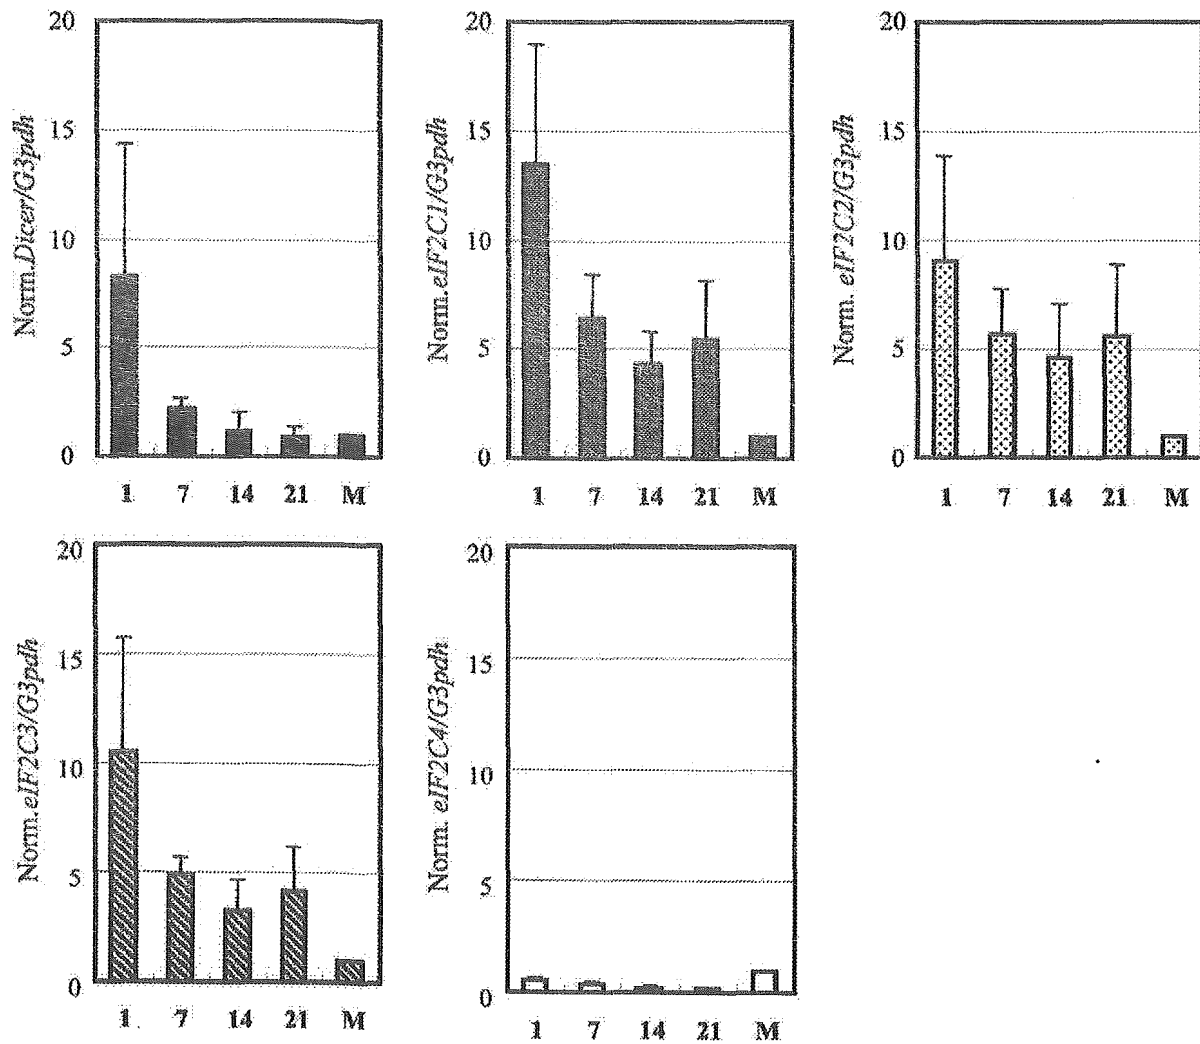 Norm.Dicer/G3pdh
20
15
10
5
0
1 7 14 21 M
Norm.eIF2C1/G3pdh
20
15
10
5
0
1 7 14 21 M
Norm. eIF2C2/G3pdh
20
15
10
5
0
1 7 14 21 M
Norm.eIF2C3/G3pdh
20
15
10
5
0
1 7 14 21 M
Norm. eIF2C4/G3pdh
20
15
10
5
0
1 7 14 21 M